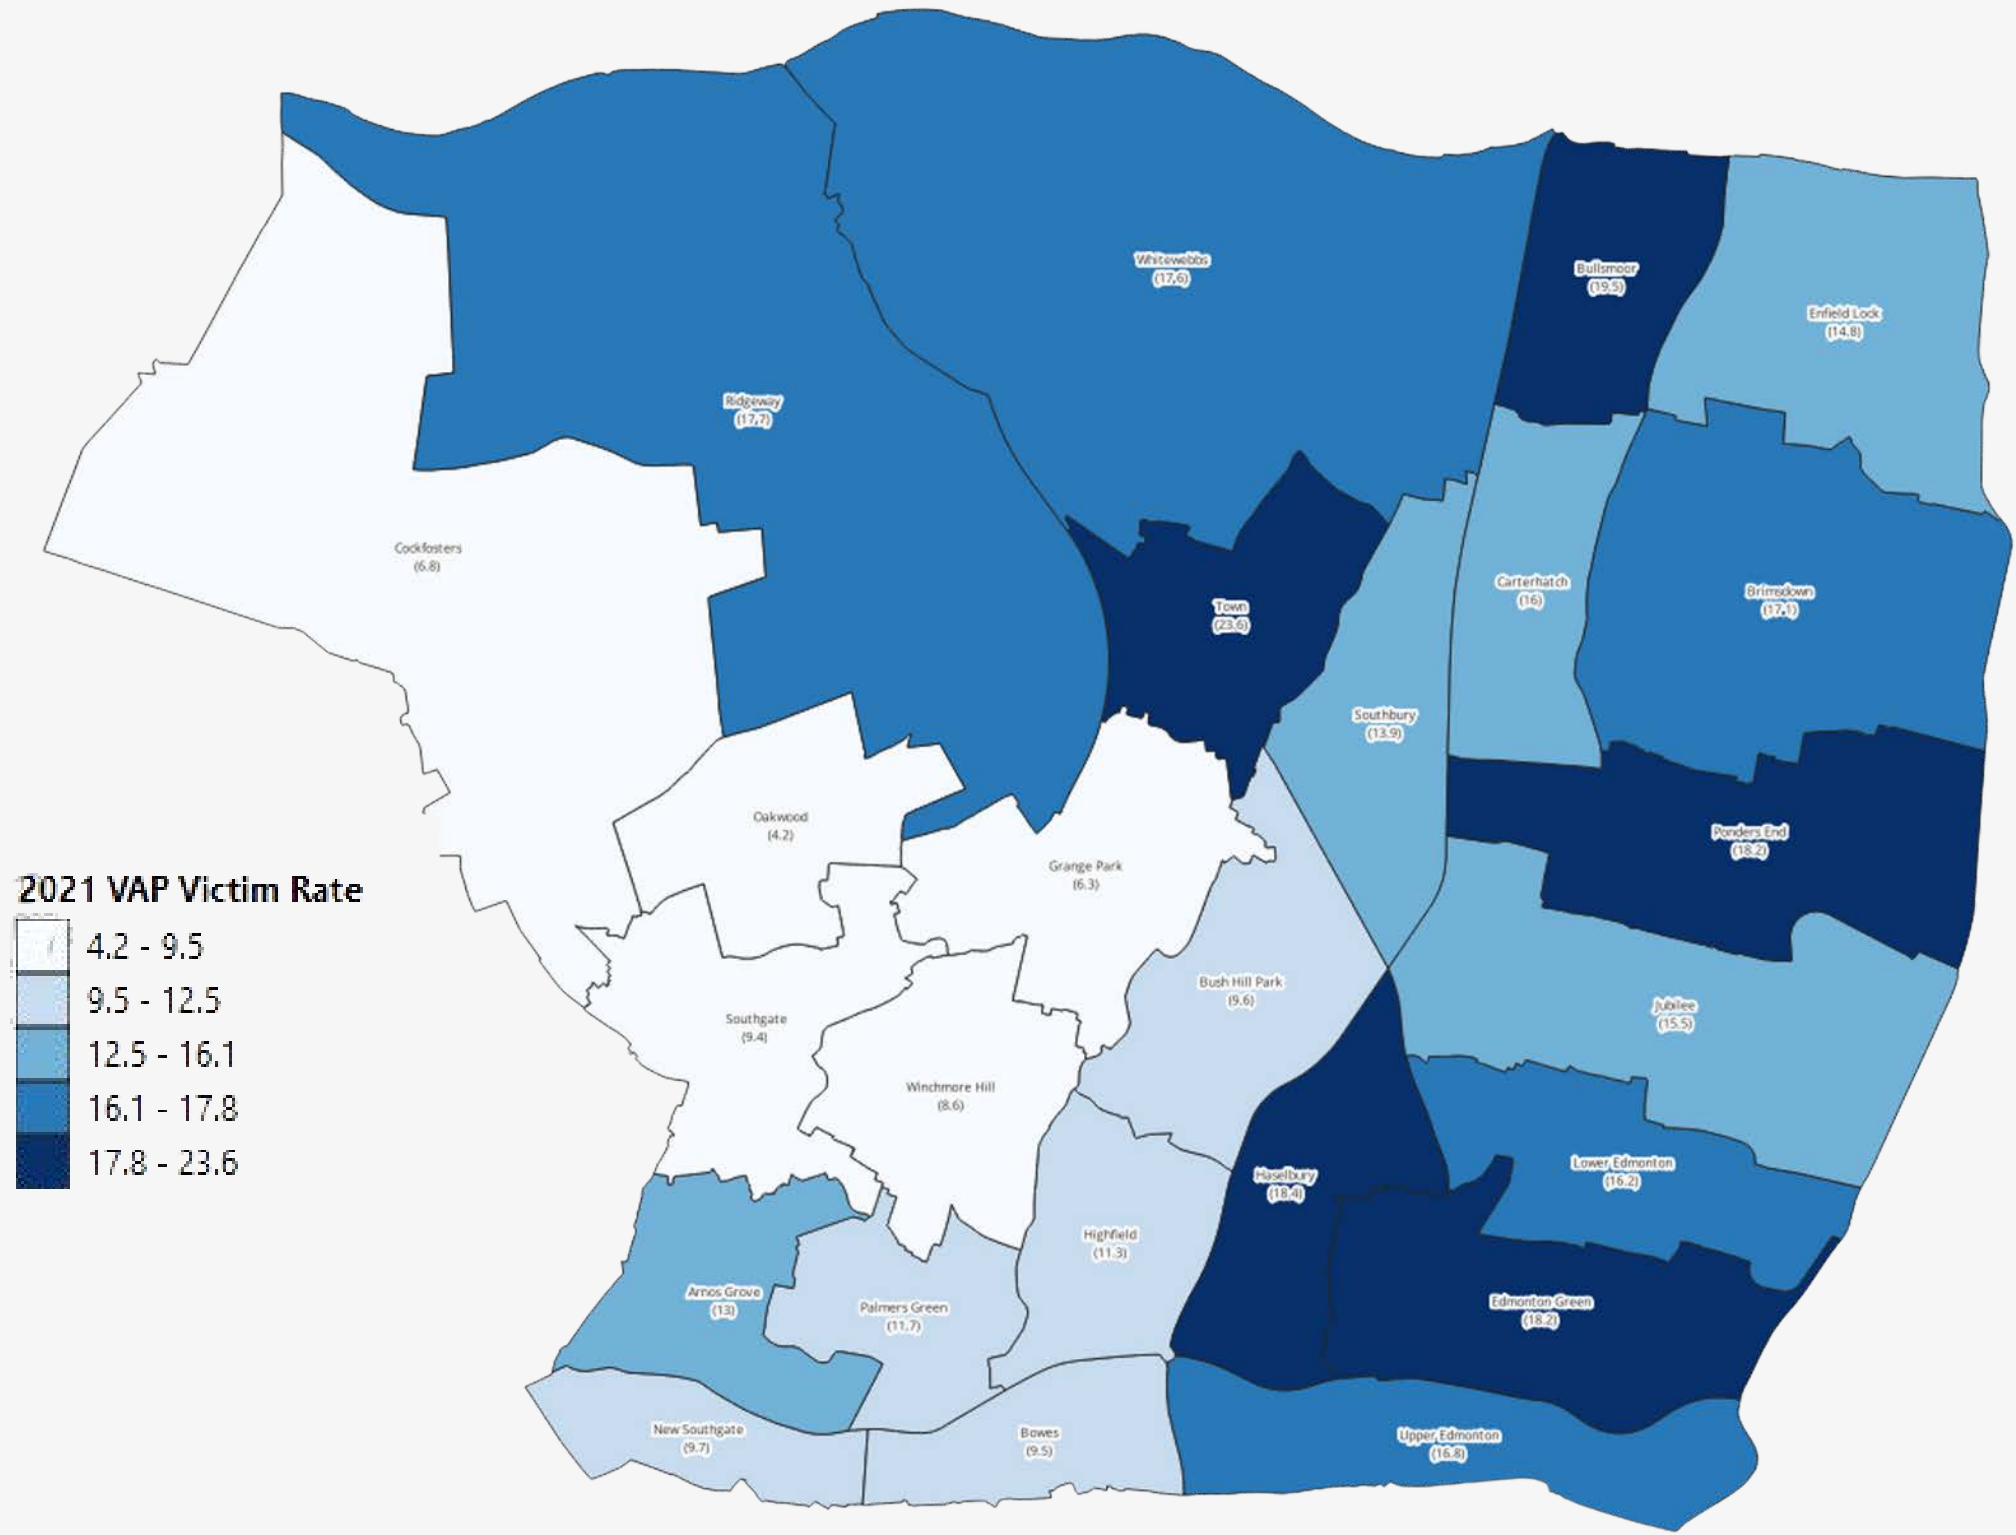 Whitewebbs
(17.6)
Bullsmoor
(19.5)
Enfield Lock
(14.8)
Ridgeway
(17.7)
Cockfosters
(6.8)
Town
(23.6)
Carterhatch
(16)
Brimsdown
(17.1)
Southbury
(13.9)
Oakwood
(4.2)
Grange Park
(6.3)
Ponders End
(18.2)
2021 VAP Victim Rate
4.2 - 9.5
9.5 - 12.5
12.5 - 16.1
16.1 - 17.8
17.8 - 23.6
Southgate
(9.4)
Bush Hill Park
(9.6)
Jubilee
(15.5)
Winchmore Hill
(8.6)
Haselbury
(18.4)
Lower Edmonton
(16.2)
Highfield
(11.3)
Arnos Grove
(13)
Palmers Green
(11.7)
Edmonton Green
(18.2)
New Southgate
(9.7)
Bowes
(9.5)
Upper Edmonton
(16.8)